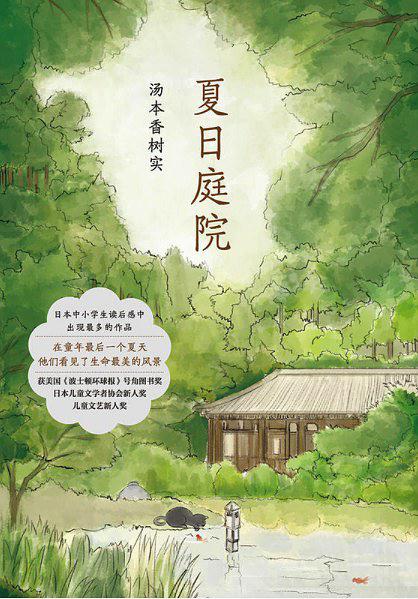 夏日庭院
汤本香树实
日本中小学生读后感中
出现最多的作品
在童年最后一个夏天
他们看见了生命最美的风景
获美国《波士顿环球报》号角图书奖
日本儿童文学者协会新人奖
儿童文艺新人奖